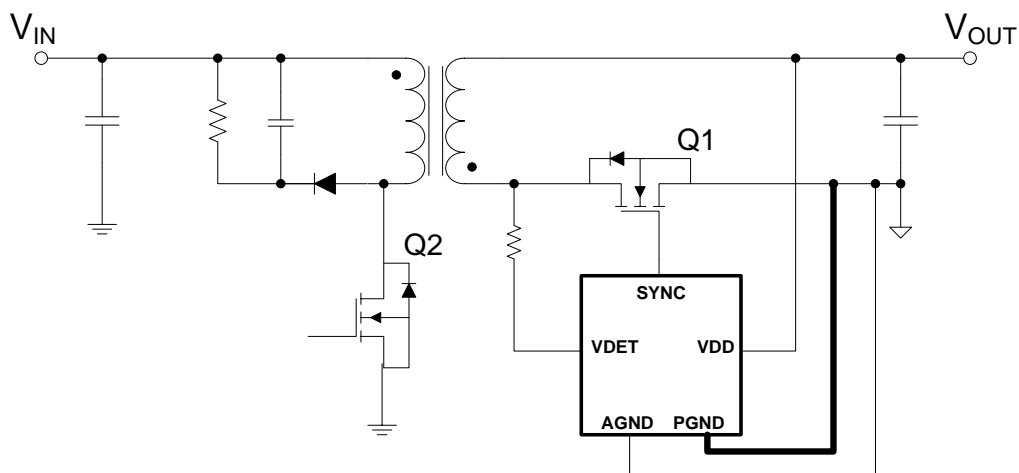 VIN
VOUT
Q1
Q2
SYNC
VDET
VDD
AGND
PGND